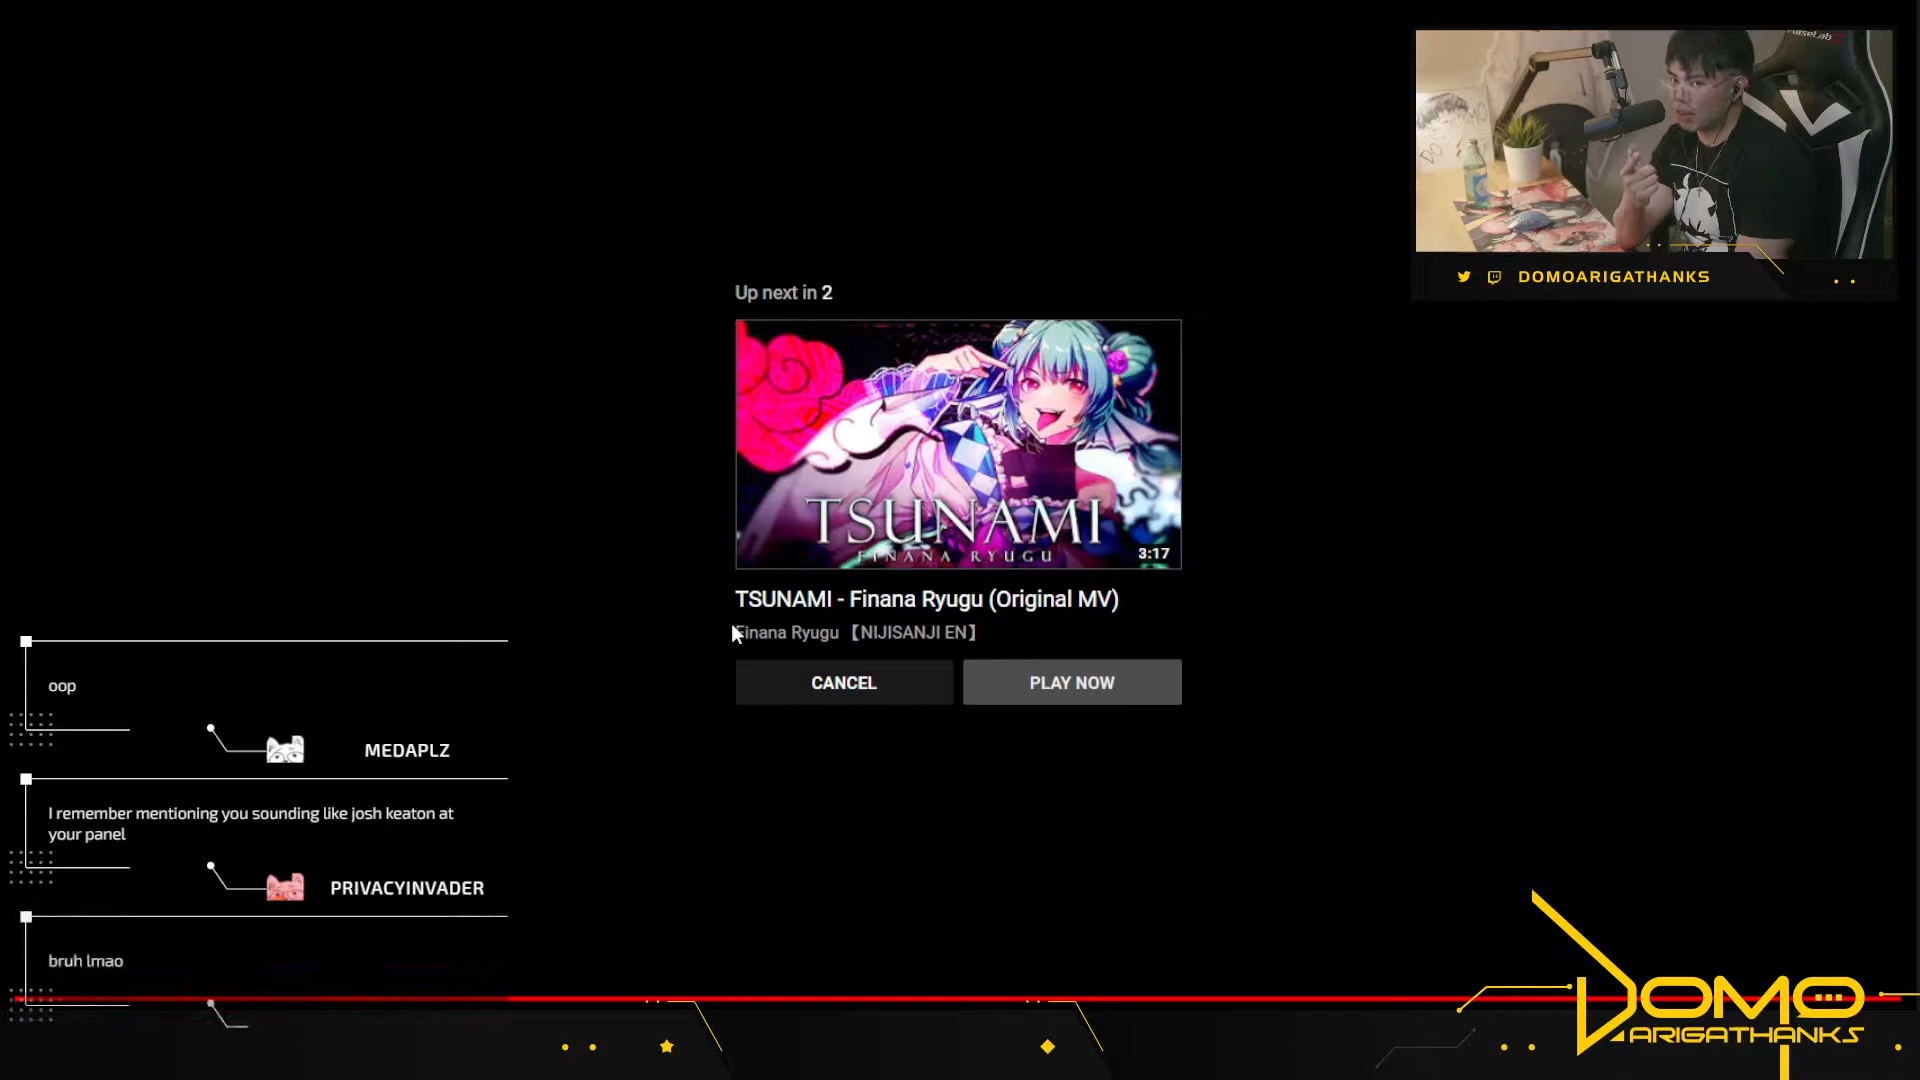 PulseLab
DOMOARIGATHANKS
Up next in 2
TSUNAMI
FINANA RYUGU
3:17
TSUNAMI - Finana Ryugu (Original MV)
Finana Ryugu 【NIJISANJI EN】
CANCEL
PLAY NOW
oop
MEDAPLZ
I remember mentioning you sounding like josh keaton at
your panel
PRIVACYINVADER
bruh lmao
DOMO
ARIGATHANKS